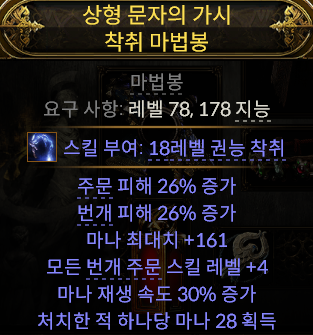 상형 문자의 가시
착취 마법봉
마법봉
요구 사항: 레벨 78, 178 지능
스킬 부여: 18레벨 권능 착취
주문 피해 26% 증가
번개 피해 26% 증가
마나 최대치 +161
모든 번개 주문 스킬 레벨 +4
마나 재생 속도 30% 증가
처치한 적 하나당 마나 28 획득